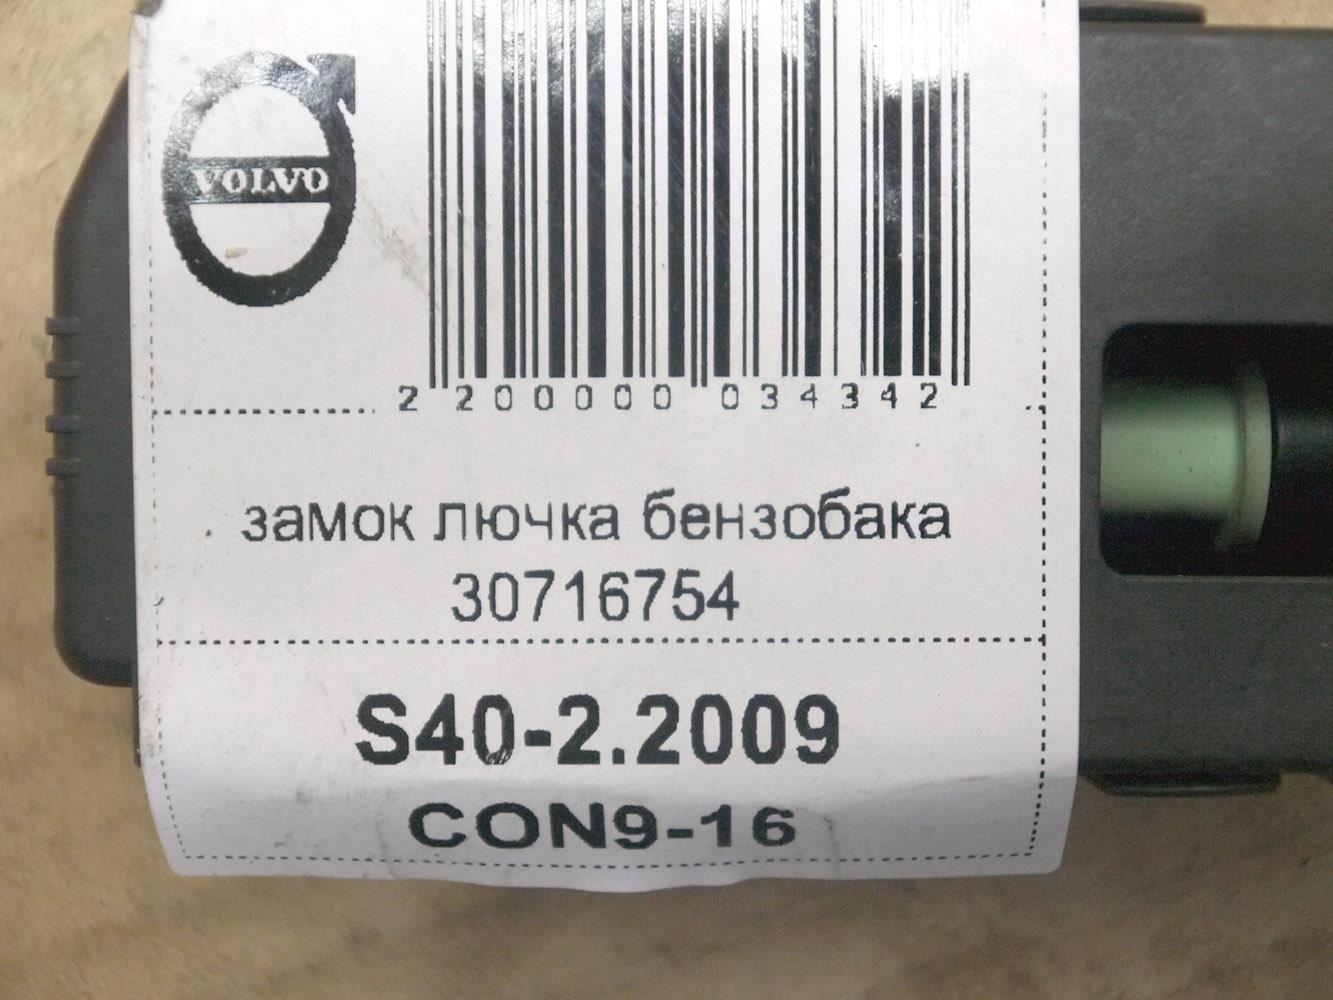 VOLVO
2 200000 034342
замок лючка бензобака
30716754
S40-2.2009
CON9-16